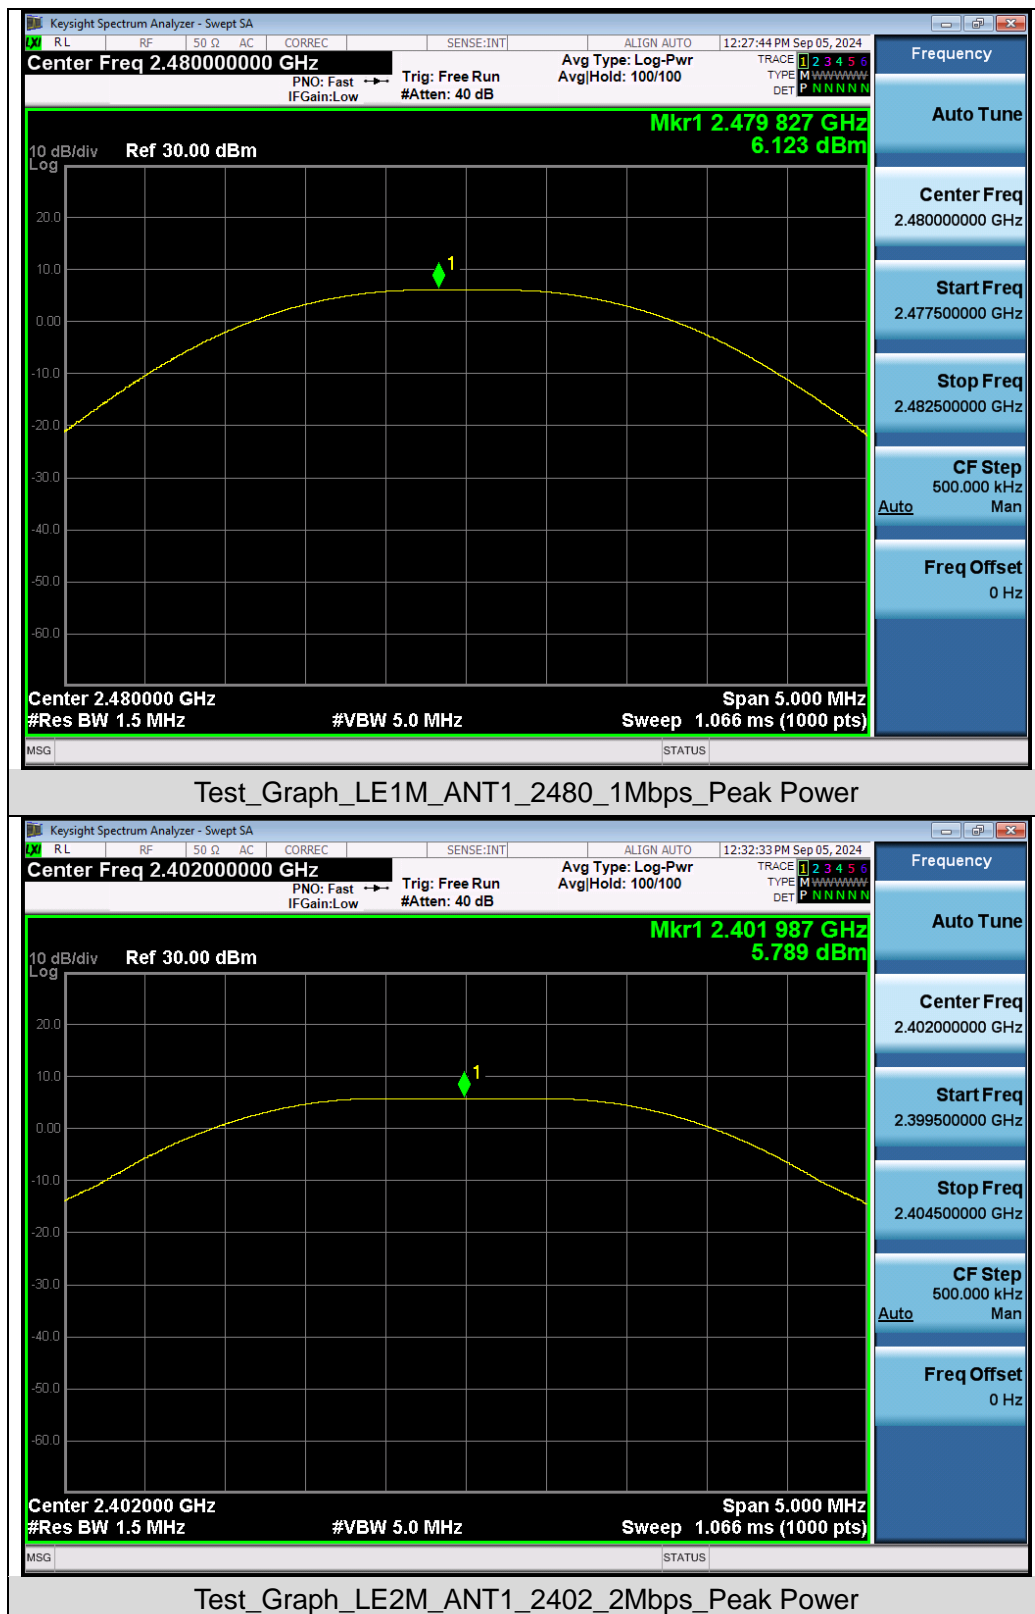 Keysight Spectrum Analyzer - Swept SA
LXI RL RF 50 Ω AC CORREC SENSE:INT ALIGN AUTO 12:27:44 PM Sep 05, 2024
Center Freq 2.480000000 GHz
PNO: Fast
IFGain:Low
Trig: Free Run
#Atten: 40 dB
Avg Type: Log-Pwr
Avg|Hold: 100/100
TRACE 1 2 3 4 5 6
TYPE M WWWWW
DET P N N N N N
Frequency
Auto Tune
Center Freq
2.480000000 GHz
Start Freq
2.477500000 GHz
Stop Freq
2.482500000 GHz
CF Step
500.000 kHz
Auto Man
Freq Offset
0 Hz
Mkr1 2.479 827 GHz
6.123 dBm
10 dB/div Ref 30.00 dBm
Log
20.0
10.0
0.00
-10.0
-20.0
-30.0
-40.0
-50.0
-60.0
1
Center 2.480000 GHz Span 5.000 MHz
#Res BW 1.5 MHz #VBW 5.0 MHz Sweep 1.066 ms (1000 pts)
MSG STATUS
Test_Graph_LE1M_ANT1_2480_1Mbps_Peak Power
Keysight Spectrum Analyzer - Swept SA
LXI RL RF 50 Ω AC CORREC SENSE:INT ALIGN AUTO 12:32:33 PM Sep 05, 2024
Center Freq 2.402000000 GHz
PNO: Fast
IFGain:Low
Trig: Free Run
#Atten: 40 dB
Avg Type: Log-Pwr
Avg|Hold: 100/100
TRACE 1 2 3 4 5 6
TYPE M WWWWW
DET P N N N N N
Frequency
Auto Tune
Center Freq
2.402000000 GHz
Start Freq
2.399500000 GHz
Stop Freq
2.404500000 GHz
CF Step
500.000 kHz
Auto Man
Freq Offset
0 Hz
Mkr1 2.401 987 GHz
5.789 dBm
10 dB/div Ref 30.00 dBm
Log
20.0
10.0
0.00
-10.0
-20.0
-30.0
-40.0
-50.0
-60.0
1
Center 2.402000 GHz Span 5.000 MHz
#Res BW 1.5 MHz #VBW 5.0 MHz Sweep 1.066 ms (1000 pts)
MSG STATUS
Test_Graph_LE2M_ANT1_2402_2Mbps_Peak Power